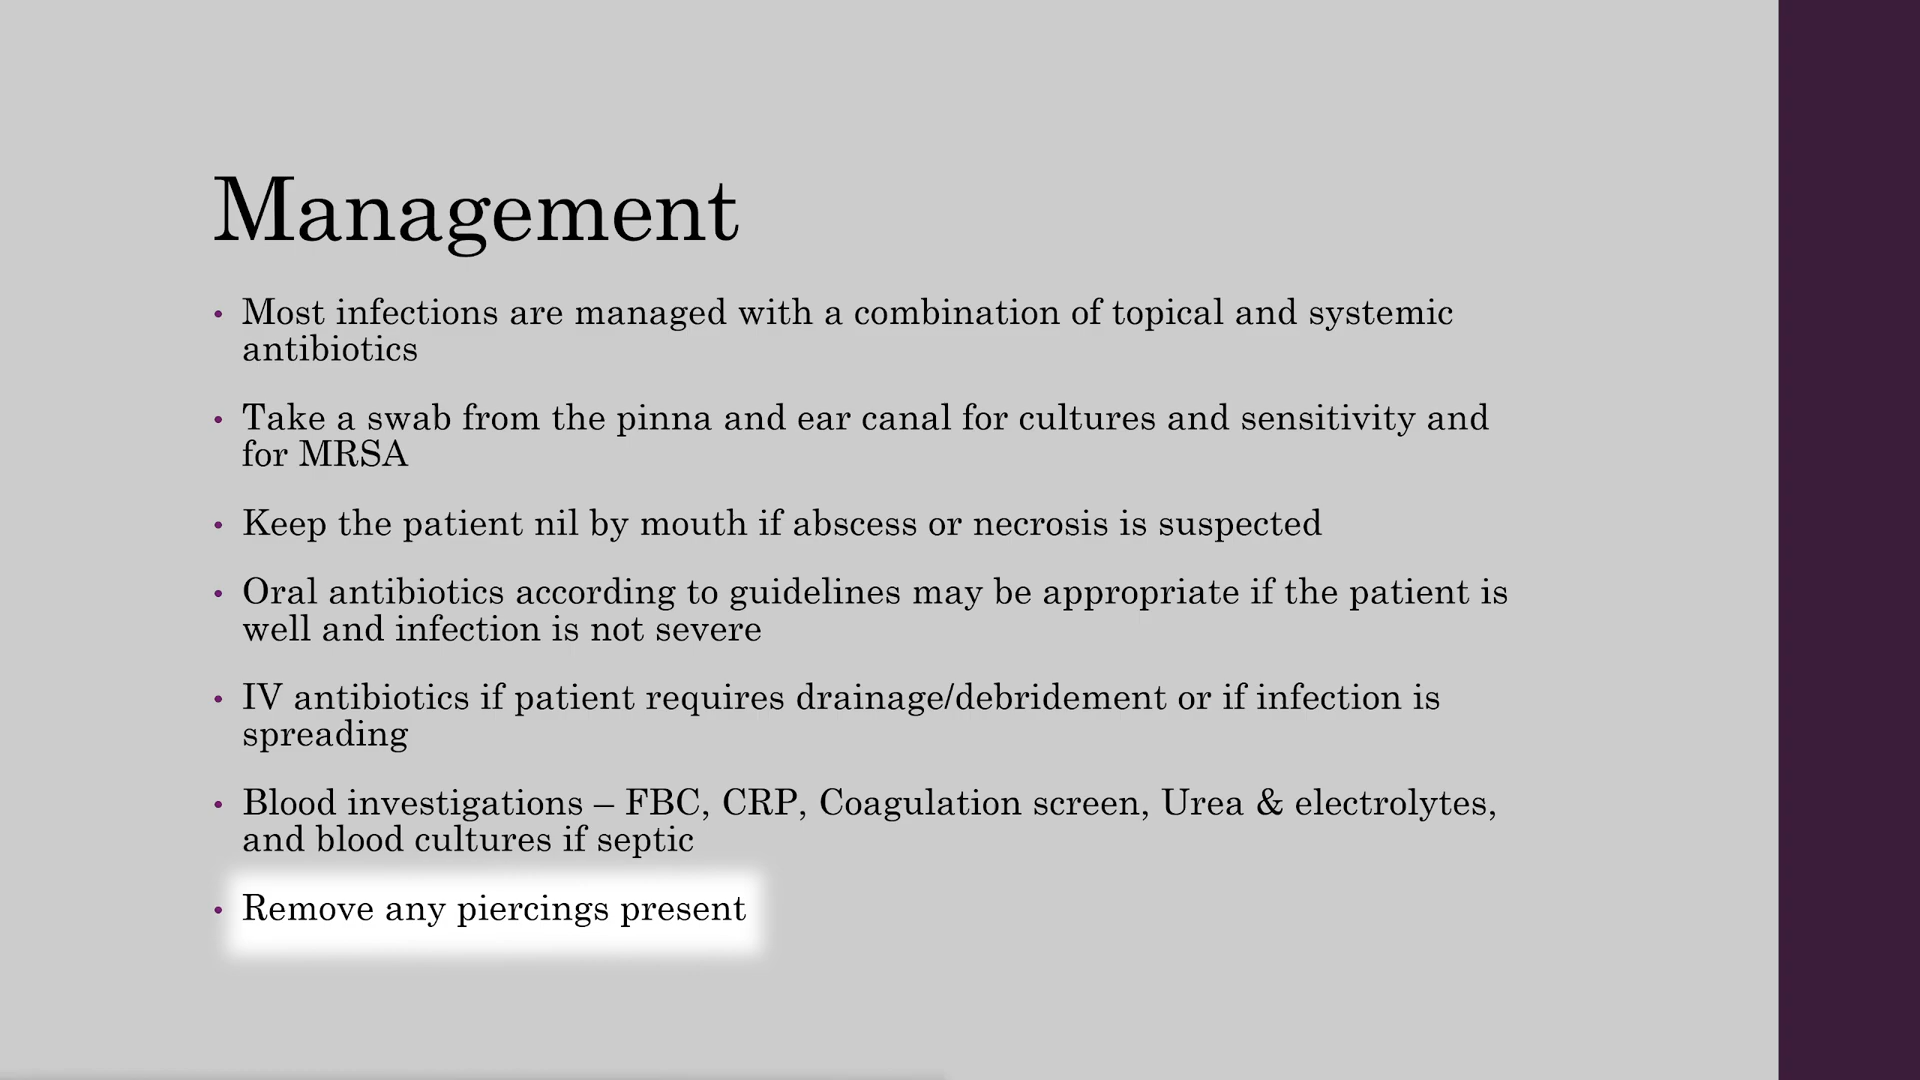 Management
• Most infections are managed with a combination of topical and systemic
antibiotics
• Take a swab from the pinna and ear canal for cultures and sensitivity and
for MRSA
• Keep the patient nil by mouth if abscess or necrosis is suspected
• Oral antibiotics according to guidelines may be appropriate if the patient is
well and infection is not severe
• IV antibiotics if patient requires drainage/debridement or if infection is
spreading
• Blood investigations – FBC, CRP, Coagulation screen, Urea & electrolytes,
and blood cultures if septic
• Remove any piercings present